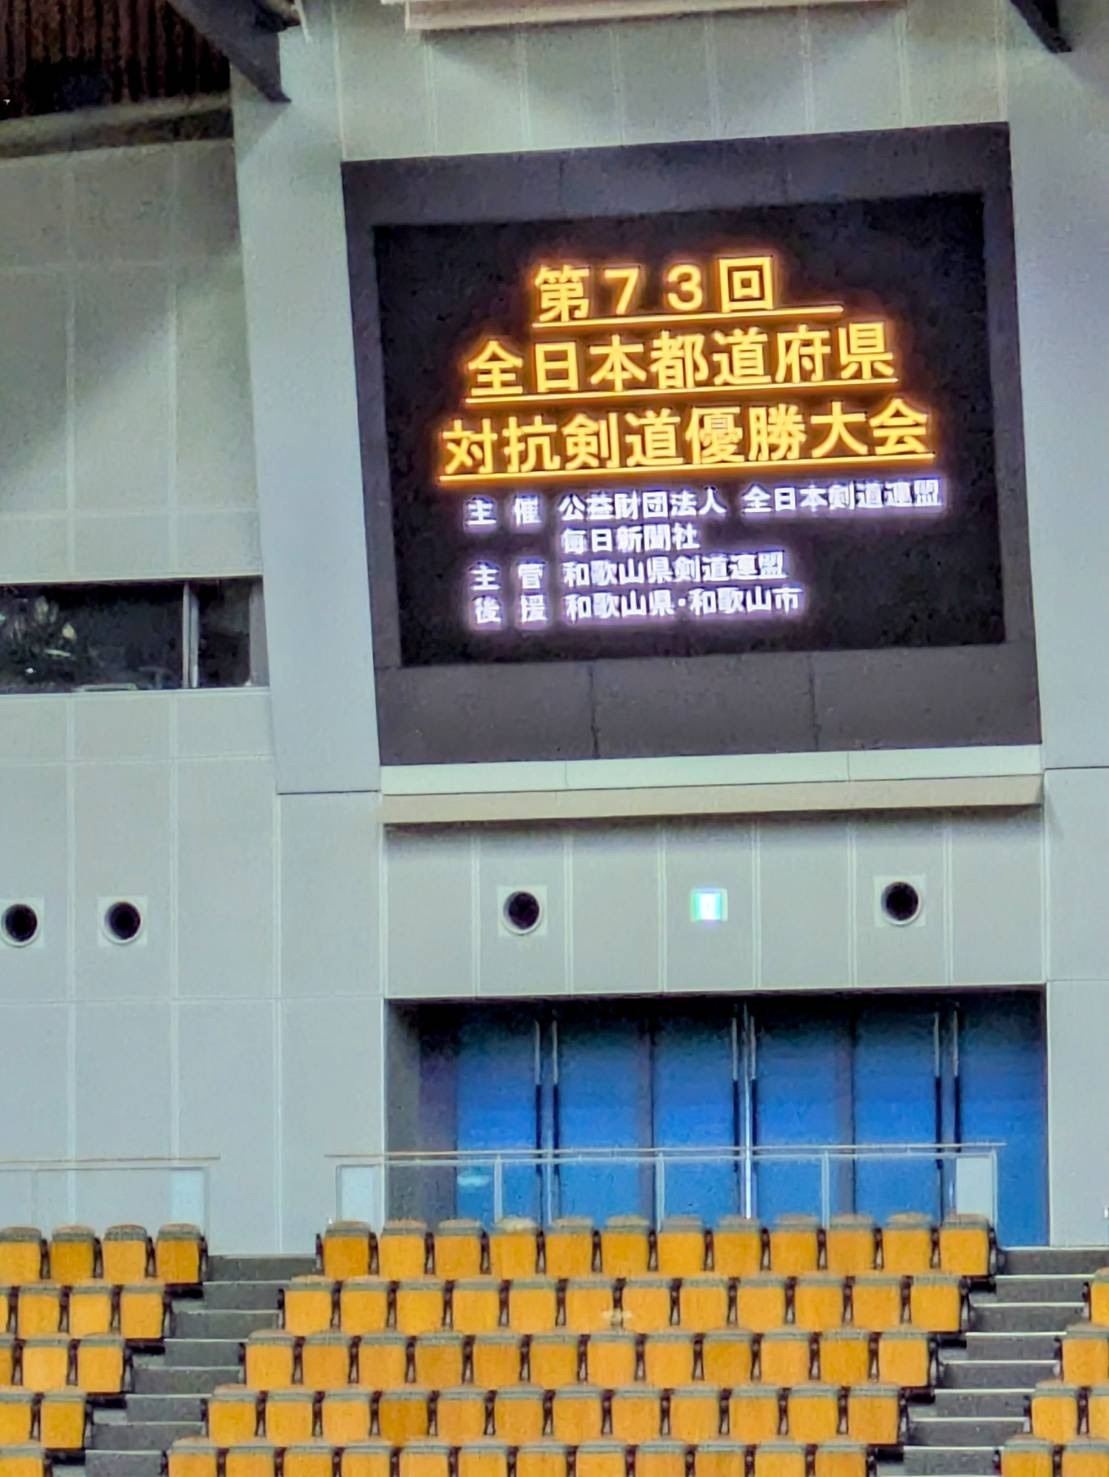 第73回
全日本都道府県
対抗剣道優勝大会
主 催 公益財団法人 全日本剣道連盟
毎日新聞社
主 管 和歌山県剣道連盟
後 援 和歌山県・和歌山市